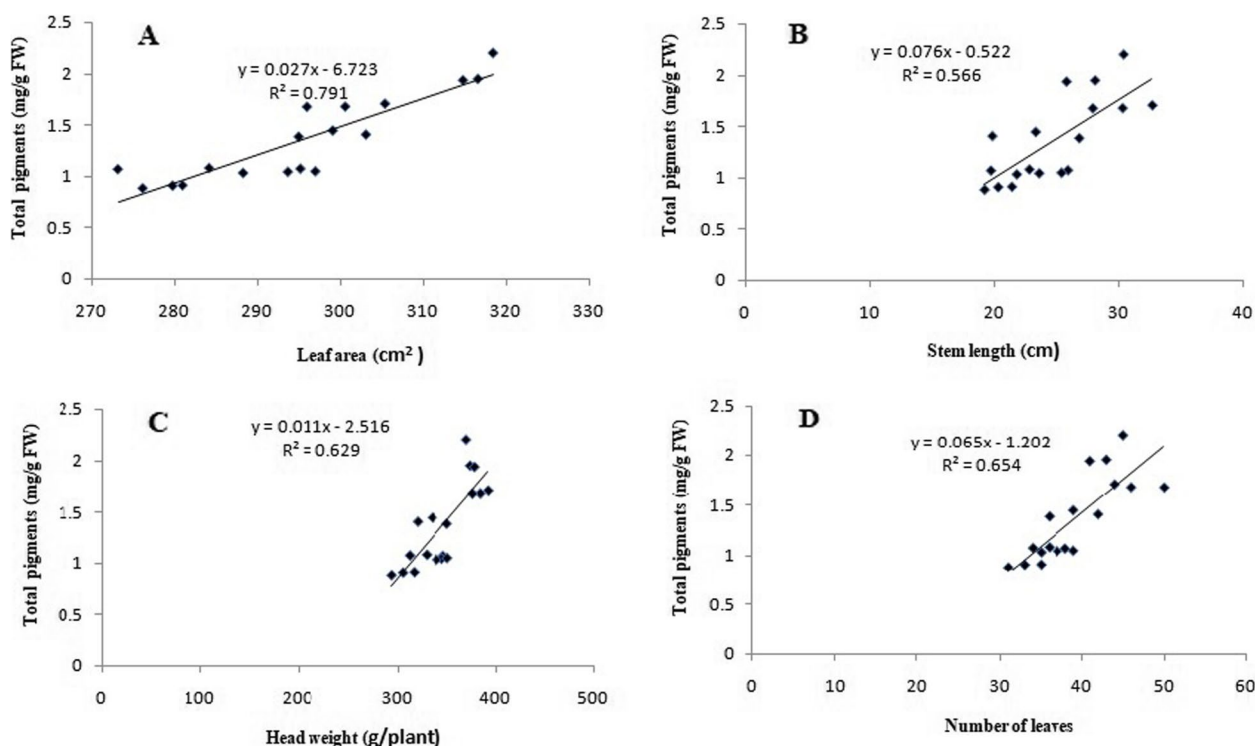 A
y = 0.027x - 6.723
R² = 0.791
Total pigments (mg/g FW)
2.5
2
1.5
1
0.5
0
270 280 290 300 310 320 330
Leaf area (cm² )
B
y = 0.076x - 0.522
R² = 0.566
Total pigments (mg/g FW)
2.5
2
1.5
1
0.5
0
0 10 20 30 40
Stem length (cm)
C
y = 0.011x - 2.516
R² = 0.629
Total pigments (mg/g FW)
2.5
2
1.5
1
0.5
0
0 100 200 300 400 500
Head weight (g/plant)
D
y = 0.065x - 1.202
R² = 0.654
Total pigments (mg/g FW)
2.5
2
1.5
1
0.5
0
0 10 20 30 40 50 60
Number of leaves